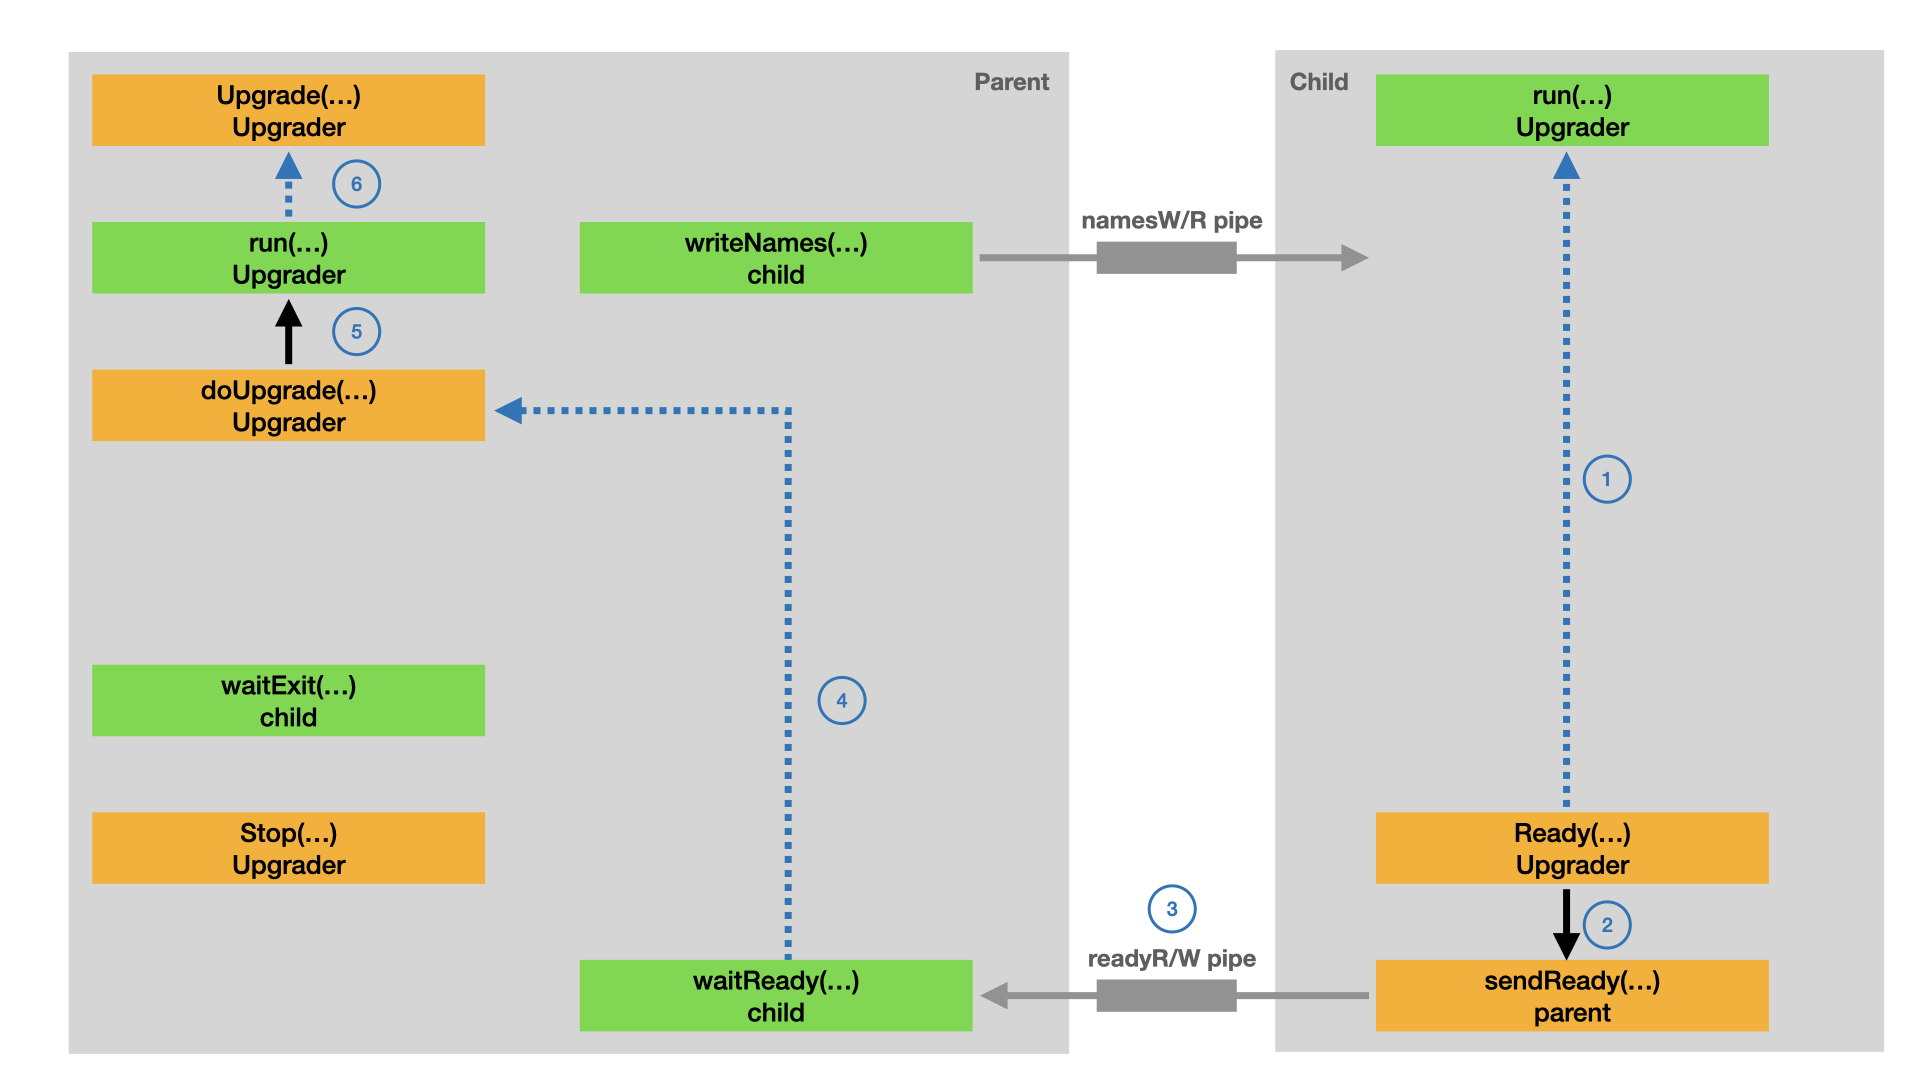 Parent
Child
Upgrade(...)
Upgrader
run(...)
Upgrader
6
run(...)
Upgrader
writeNames(...)
child
namesW/R pipe
5
doUpgrade(...)
Upgrader
1
waitExit(...)
child
4
Stop(...)
Upgrader
Ready(...)
Upgrader
3
2
readyR/W pipe
waitReady(...)
child
sendReady(...)
parent